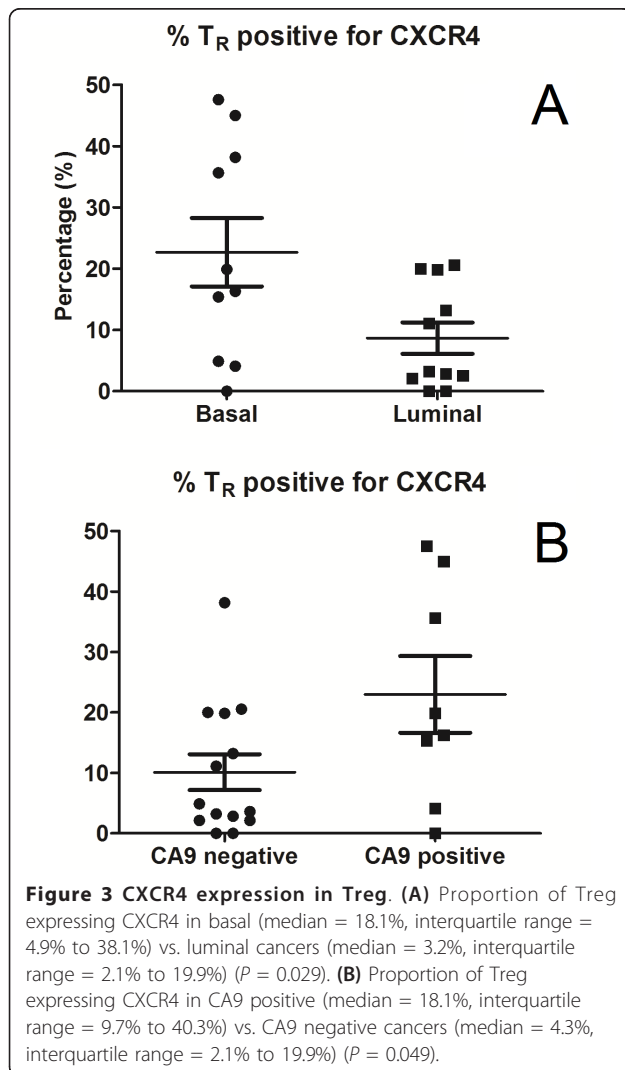 % TR positive for CXCR4
A
50
40
30
20
10
0
Percentage (%)
Basal Luminal
% TR positive for CXCR4
B
50
40
30
20
10
0
CA9 negative CA9 positive
Figure 3 CXCR4 expression in Treg. (A) Proportion of Treg
expressing CXCR4 in basal (median = 18.1%, interquartile range =
4.9% to 38.1%) vs. luminal cancers (median = 3.2%, interquartile
range = 2.1% to 19.9%) (P = 0.029). (B) Proportion of Treg
expressing CXCR4 in CA9 positive (median = 18.1%, interquartile
range = 9.7% to 40.3%) vs. CA9 negative cancers (median = 4.3%,
interquartile range = 2.1% to 19.9%) (P = 0.049).